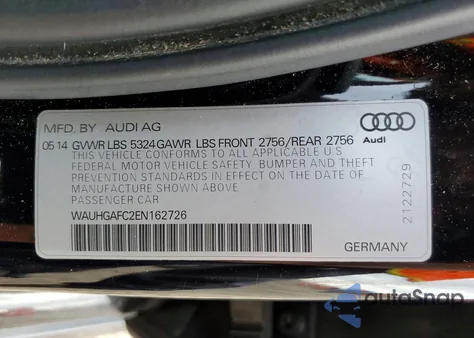 MFD. BY AUDI AG
05 14 GVWR LBS 5324 GAWR LBS FRONT 2756/REAR 2756
THIS VEHICLE CONFORMS TO ALL APPLICABLE U S
FEDERAL MOTOR VEHICLE SAFETY, BUMPER AND THEFT
PREVENTION STANDARDS IN EFFECT ON THE DATE OF
MANUFACTURE SHOWN ABOVE
PASSENGER CAR
WAUHGAFC2EN162726
Audi
2122729
GERMANY
autoSnap